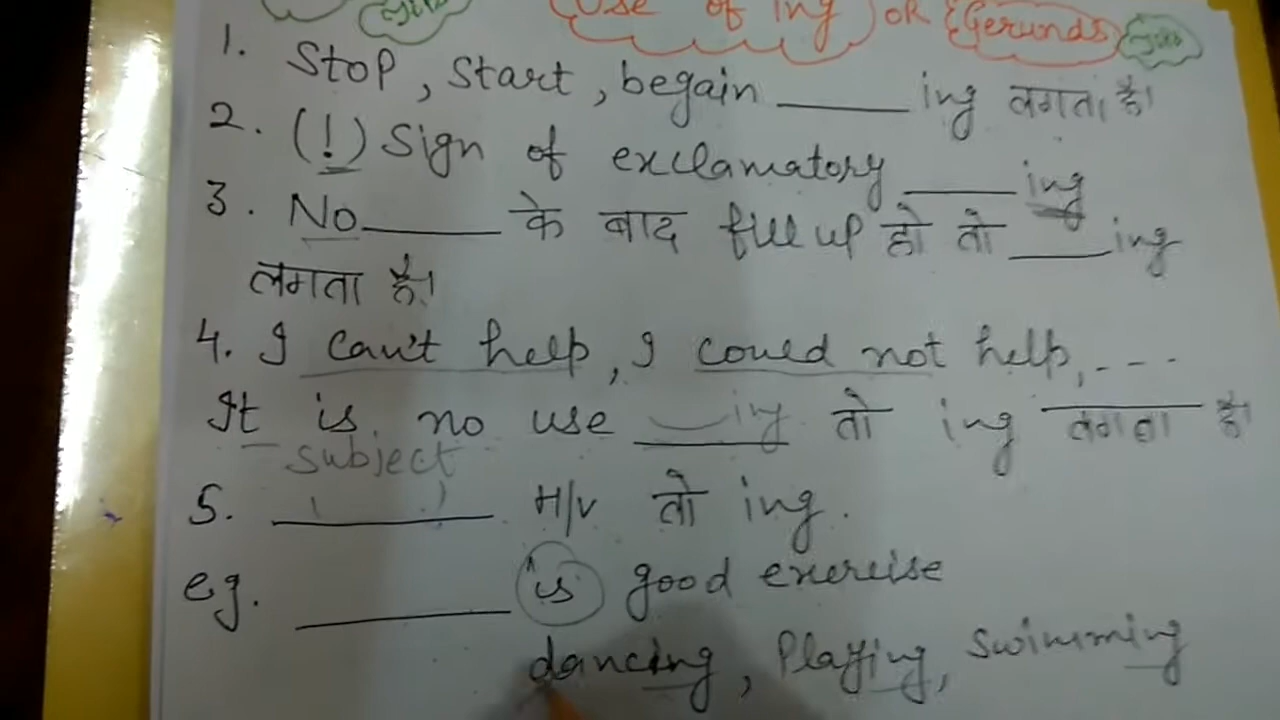 Use of ing OR Gerunds
1. Stop, Start, begain ______ ing लगता है।
2. (!) Sign of exclamatory ______ ing
3. No ______ के बाद fill up हो तो ______ ing
लगता है।
4. I can't help, I could not help, - - -
It is no use ______ ing तो ing लगता है।
subject
5. ______ H/v तो ing.
eg. ______ is good exercise
dancing, Playing, Swimming